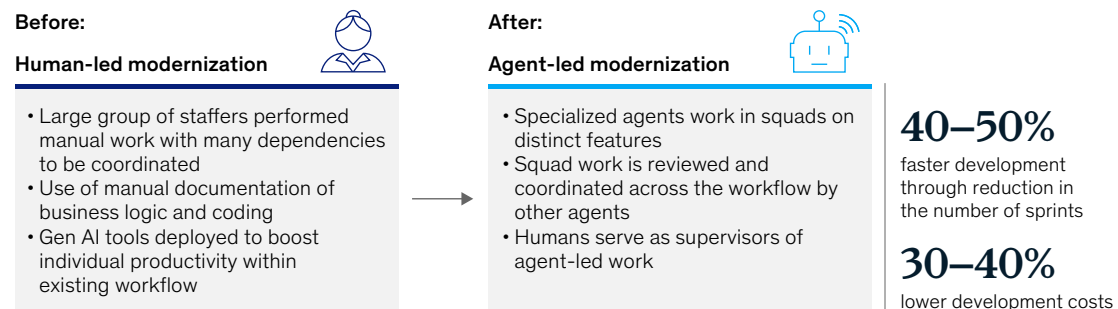 Before:
Human-led modernization
• Large group of staffers performed
manual work with many dependencies
to be coordinated
• Use of manual documentation of
business logic and coding
• Gen AI tools deployed to boost
individual productivity within
existing workflow
After:
Agent-led modernization
• Specialized agents work in squads on
distinct features
• Squad work is reviewed and
coordinated across the workflow by
other agents
• Humans serve as supervisors of
agent-led work
40–50%
faster development
through reduction in
the number of sprints
30–40%
lower development costs